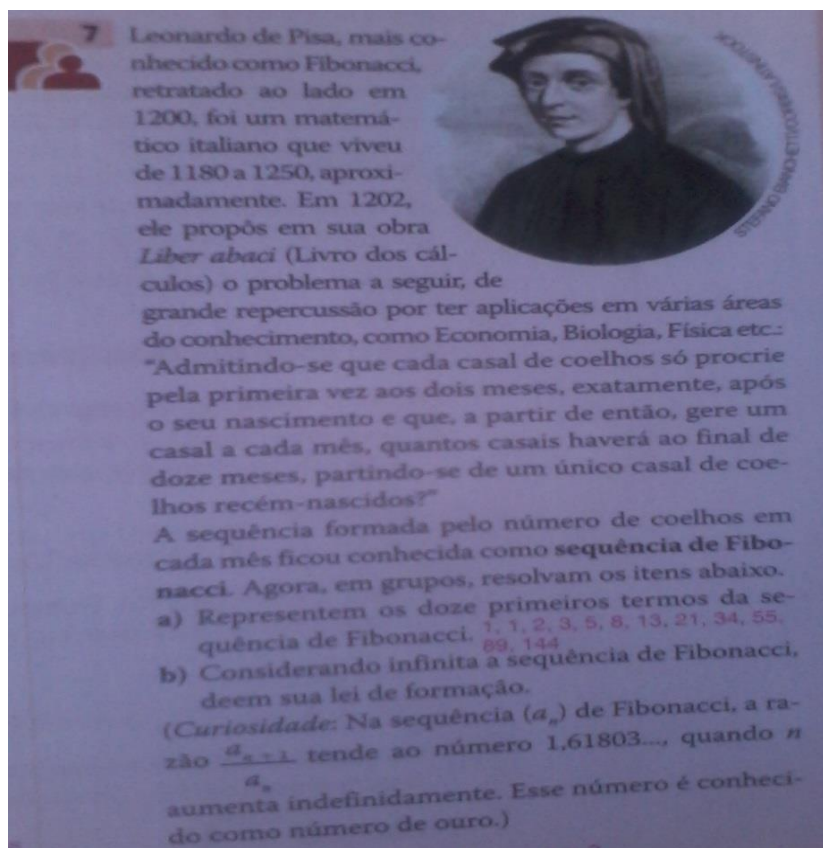 7 Leonardo de Pisa, mais co-
nhecido como Fibonacci,
retratado ao lado em
1200, foi um matemá-
tico italiano que viveu
de 1180 a 1250, aproxi-
madamente. Em 1202,
ele propôs em sua obra
Liber abaci (Livro dos cál-
culos) o problema a seguir, de
grande repercussão por ter aplicações em várias áreas
do conhecimento, como Economia, Biologia, Física etc.:
"Admitindo-se que cada casal de coelhos só procrie
pela primeira vez aos dois meses, exatamente, após
o seu nascimento e que, a partir de então, gere um
casal a cada mês, quantos casais haverá ao final de
doze meses, partindo-se de um único casal de coe-
lhos recém-nascidos?"
A sequência formada pelo número de coelhos em
cada mês ficou conhecida como sequência de Fibo-
nacci. Agora, em grupos, resolvam os itens abaixo.
a) Representem os doze primeiros termos da se-
quência de Fibonacci. 1, 1, 2, 3, 5, 8, 13, 21, 34, 55,
89, 144
b) Considerando infinita a sequência de Fibonacci,
deem sua lei de formação.
(Curiosidade: Na sequência (aₙ) de Fibonacci, a ra-
zão aₙ₊₁/aₙ tende ao número 1,61803..., quando n
aumenta indefinidamente. Esse número é conheci-
do como número de ouro.)
STEFANO BIANCHETTI/CORBIS/LATINSTOCK